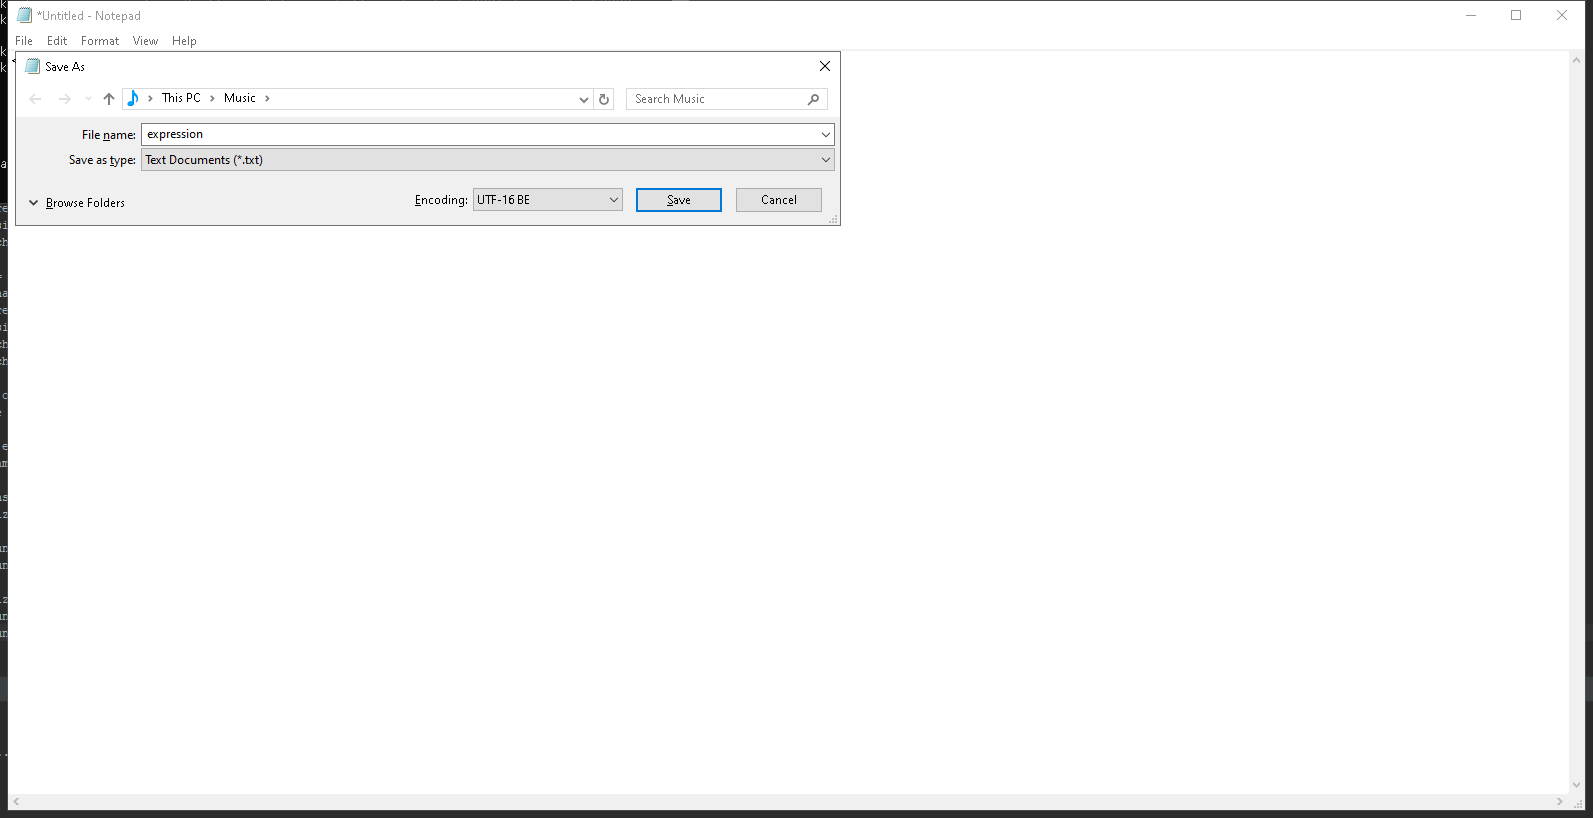 *Untitled - Notepad
File Edit Format View Help
Save As
This PC Music
Search Music
File name: expression
Save as type: Text Documents (*.txt)
Browse Folders
Encoding: UTF-16 BE
Save
Cancel